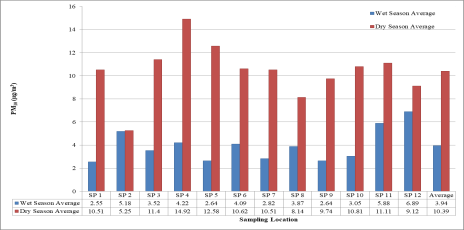 Wet Season Average
Dry Season Average
16
14
12
10
8
6
4
2
0
SP 1 SP 2 SP 3 SP 4 SP 5 SP 6 SP 7 SP 8 SP 9 SP 10 SP 11 SP 12 Average
Wet Season Average 2.55 5.18 3.52 4.22 2.64 4.09 2.82 3.87 2.64 3.05 5.88 6.89 3.94
Dry Season Average 10.51 5.25 11.4 14.92 12.58 10.62 10.51 8.14 9.74 10.81 11.11 9.12 10.39
Sampling Location